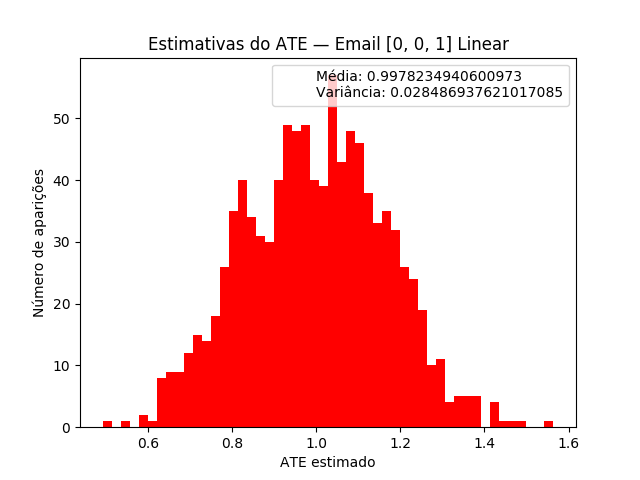 Estimativas do ATE — Email [0, 0, 1] Linear
Média: 0.9978234940600973
Variância: 0.028486937621017085
Número de aparições
50
40
30
20
10
0
0.6 0.8 1.0 1.2 1.4 1.6
ATE estimado